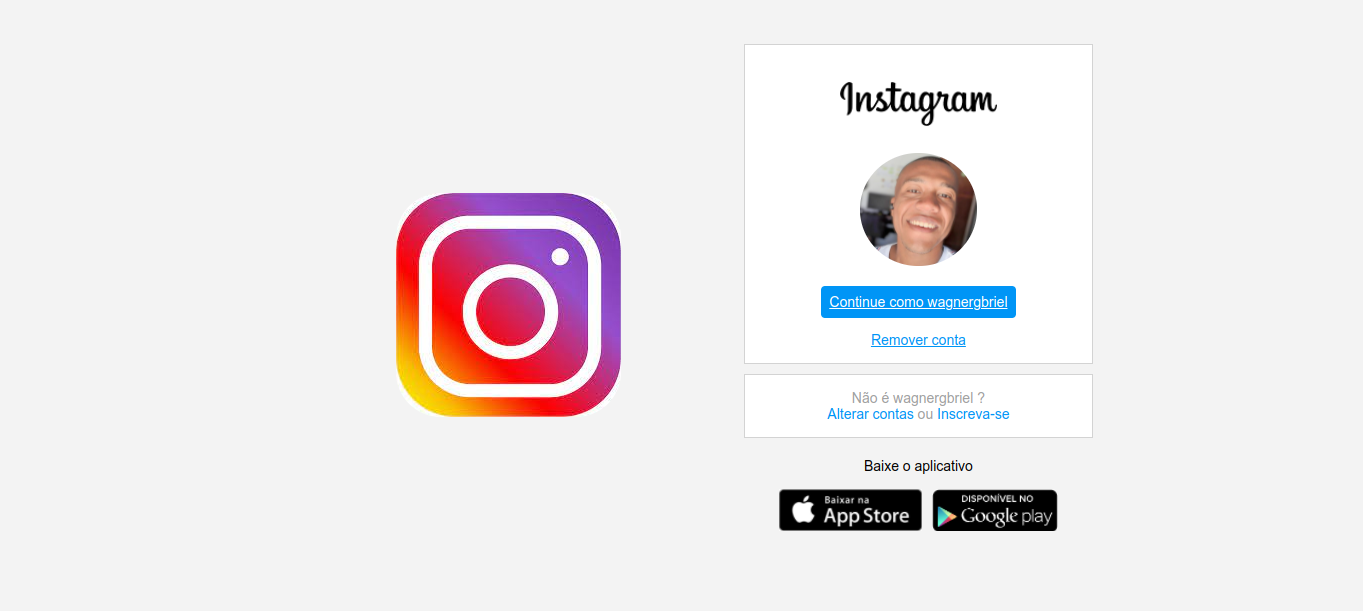 Instagram
Continue como wagnergbriel
Remover conta
Não é wagnergbriel ?
Alterar contas ou Inscreva-se
Baixe o aplicativo
Baixar na
App Store
DISPONÍVEL NO
Google play